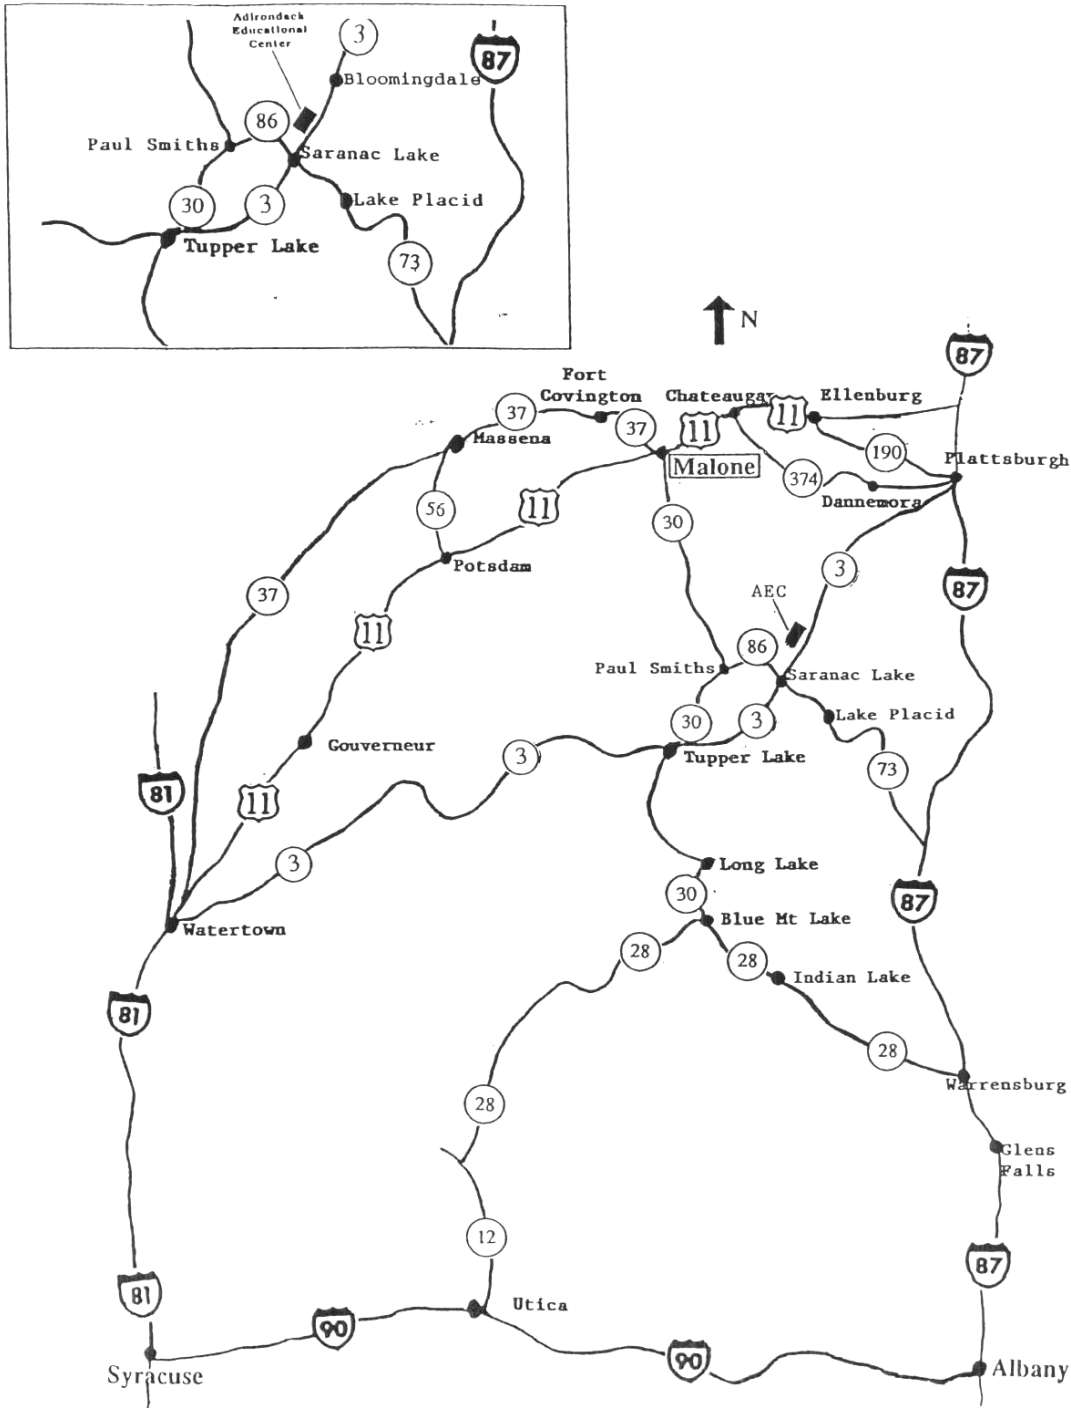 Adirondack
Educational
Center
3
87
Bloomingdale
86
Paul Smiths
Saranac Lake
30
3
Lake Placid
Tupper Lake
73
N
87
Fort
Covington
Chateaugay
Ellenburg
37
37
11
11
Massena
Malone
190
Plattsburgh
374
Dannemora
56
11
30
Potsdam
3
87
37
AEC
11
86
Paul Smiths
Saranac Lake
30
3
Lake Placid
Gouverneur
3
Tupper Lake
73
81
11
3
Long Lake
30
87
Watertown
Blue Mt Lake
28
28
Indian Lake
81
28
Warrensburg
28
Glens
Falls
12
87
81
Utica
90
90
Syracuse
Albany